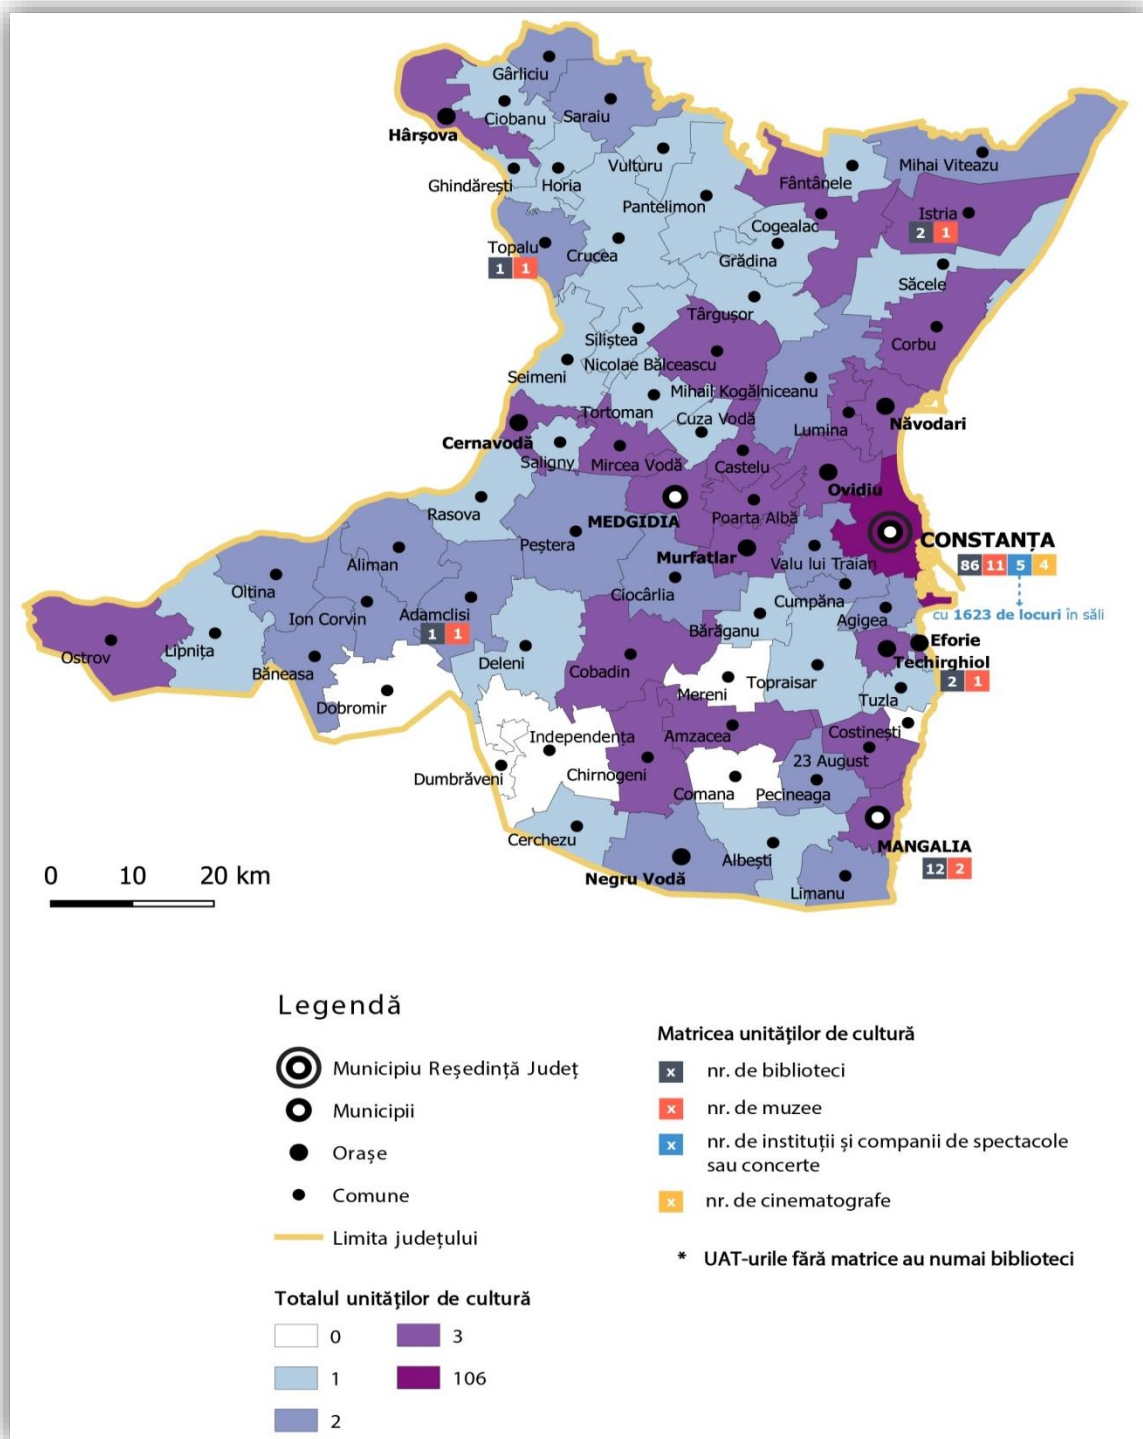 Gârliciu
Ciobanu
Saraiu
Hârșova
Vulturu
Mihai Viteazu
Ghindărești
Horia
Fântânele
Pantelimon
Istria
2 1
Cogealac
Topalu
1 1
Crucea
Grădina
Săcele
Târgușor
Siliștea
Corbu
Nicolae Bălceascu
Seimeni
Mihail Kogălniceanu
Tortoman
Cuza Vodă
Lumina
Năvodari
Cernavodă
Saligny
Mircea Vodă
Castelu
Ovidiu
Rasova
MEDGIDIA
Poarta Albă
CONSTANȚA
86 11 5 4
Peștera
Murfatlar
Valu lui Traian
Aliman
Oltina
Ciocârlia
Cumpăna
Ion Corvin
Adamclisi
1 1
Agigea
cu 1623 de locuri în săli
Bărăganu
Eforie
Ostrov
Lipnița
Băneasa
Deleni
Cobadin
Techirghiol
2 1
Mereni
Topraisar
Tuzla
Dobromir
Independența
Amzacea
Costinești
Dumbrăveni
Chirnogeni
23 August
Comana
Pecineaga
Cerchezu
Albești
MANGALIA
12 2
Negru Vodă
Limanu
0 10 20 km
Legendă
Municipiu Reședință Județ
Municipii
Orașe
Comune
Limita județului
Totalul unităților de cultură
0
1
2
3
106
Matricea unităților de cultură
x nr. de biblioteci
x nr. de muzee
x nr. de instituții și companii de spectacole
sau concerte
x nr. de cinematografe
* UAT-urile fără matrice au numai biblioteci